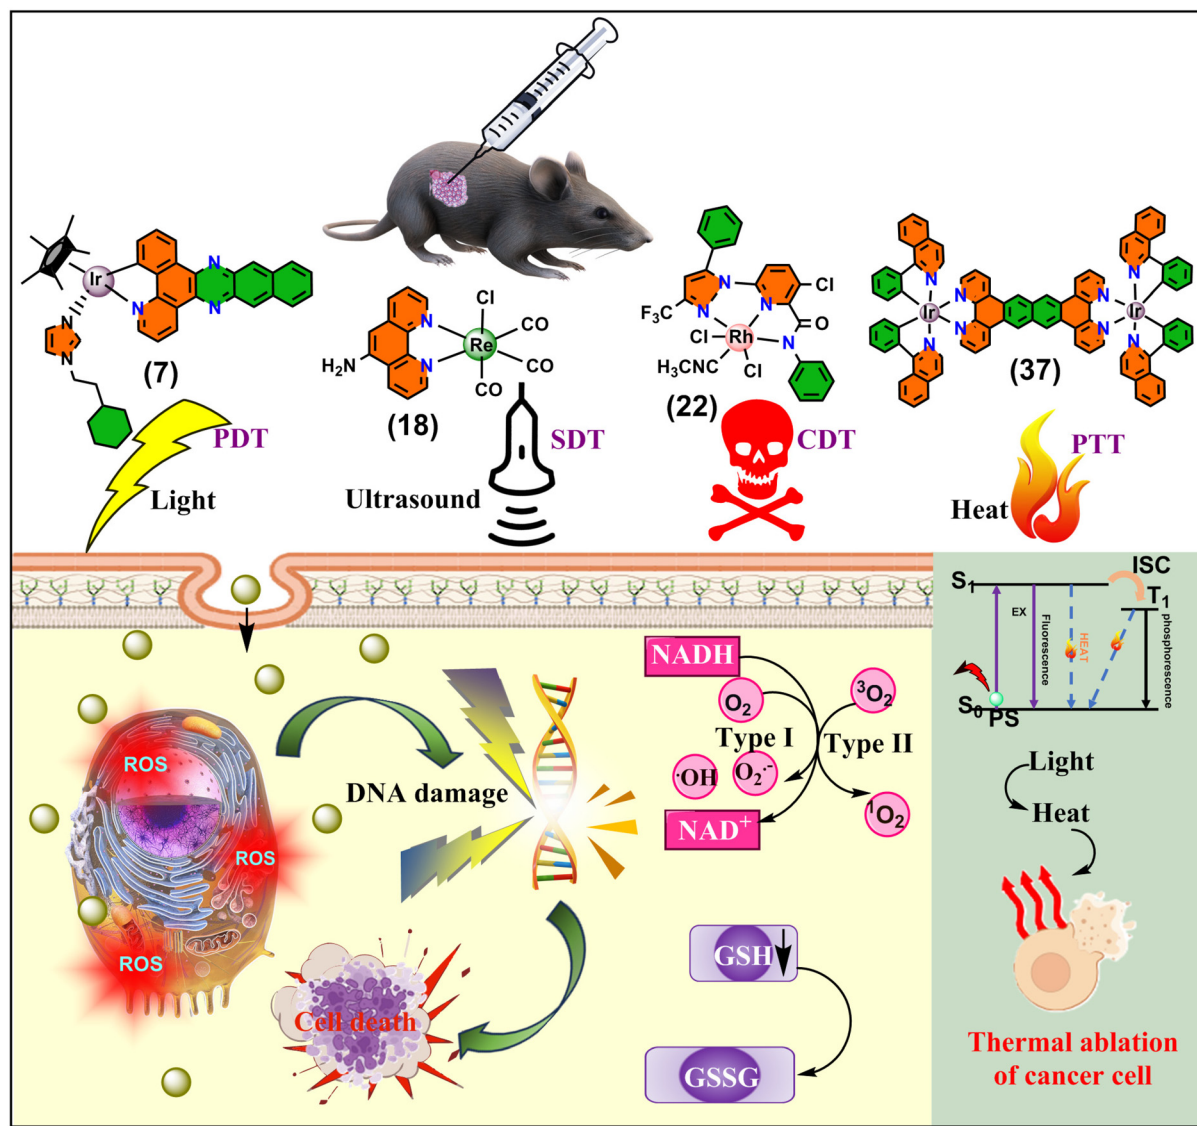 Ir
N
N
N
N
N
N
(7)
Cl
N
CO
Re
N
CO
H₂N
CO
(18)
N
N
Cl
N
F₃C
N
O
Cl
Rh
N
H₃CNC
Cl
(22)
N
N
N
N
Ir
Ir
N
N
N
N
(37)
PDT
Light
SDT
Ultrasound
CDT
PTT
Heat
ISC
S₁
T₁
EX
Fluorescence
HEAT
phosphorescence
S₀
PS
Light
Heat
Thermal ablation
of cancer cell
ROS
ROS
ROS
DNA damage
Cell death
NADH
O₂
³O₂
Type I
Type II
·OH
O₂·⁻
¹O₂
NAD⁺
GSH
GSSG